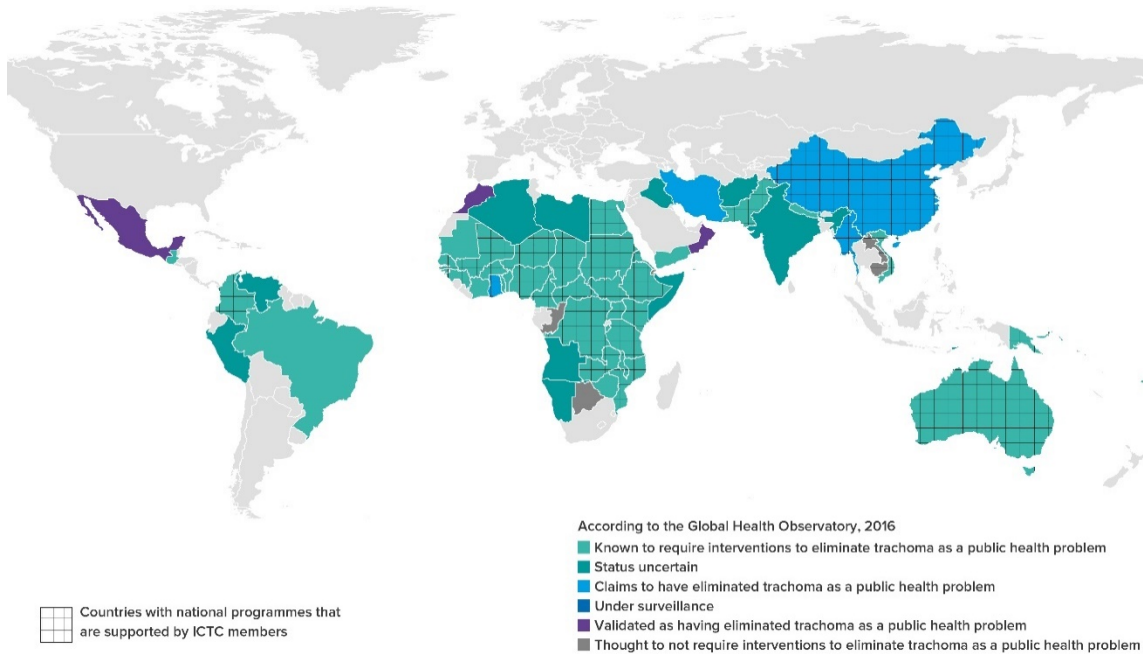 According to the Global Health Observatory, 2016
Known to require interventions to eliminate trachoma as a public health problem
Status uncertain
Claims to have eliminated trachoma as a public health problem
Under surveillance
Validated as having eliminated trachoma as a public health problem
Thought to not require interventions to eliminate trachoma as a public health problem
Countries with national programmes that
are supported by ICTC members